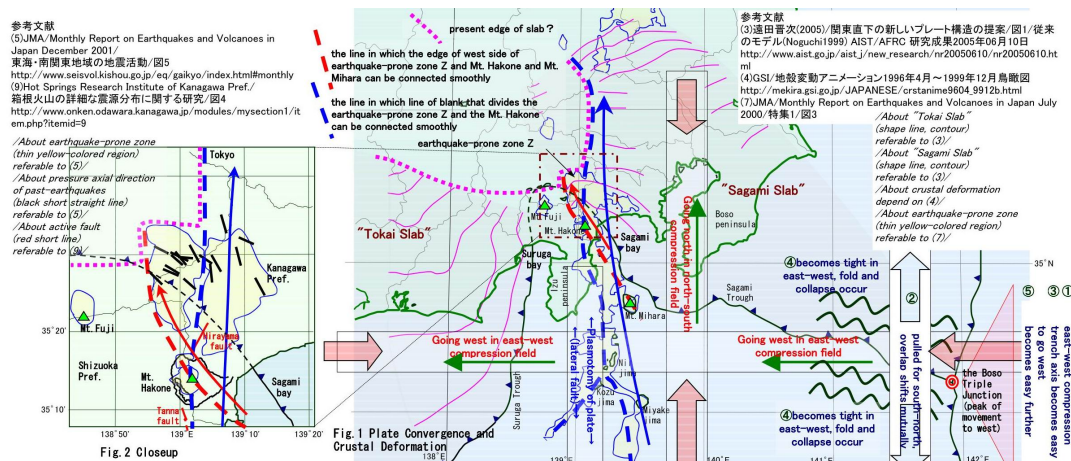 参考文献
(5)JMA/Monthly Report on Earthquakes and Volcanoes in
Japan December 2001/
東海・南関東地域の地震活動/図5
http://www.seisvol.kishou.go.jp/eq/gaikyo/index.html#monthly
(9)Hot Springs Research Institute of Kanagawa Pref./
箱根火山の詳細な震源分布に関する研究/図4
http://www.onken.odawara.kanagawa.jp/modules/mysection1/it
em.php?itemid=9
/About earthquake-prone zone
(thin yellow-colored region)
referable to (5)/
/About pressure axial direction
of past-earthquakes
(black short straight line)
referable to (5)/
/About active fault
(red short line)
referable to (9)/
present edge of slab?
the line in which the edge of west side of
earthquake-prone zone Z and Mt. Hakone and Mt.
Mihara can be connected smoothly
the line in which line of blank that divides the
earthquake-prone zone Z and the Mt. Hakone
can be connected smoothly
earthquake-prone zone Z
参考文献
(3)遠田晋次(2005)/関東直下の新しいプレート構造の提案/図1/従来
のモデル(Noguchi1999) AIST/AFRC 研究成果2005年06月10日
http://www.aist.go.jp/aist_j/new_research/nr20050610/nr20050610.ht
ml
(4)GSI/地殻変動アニメーション1996年4月~1999年12月鳥瞰図
http://mekira.gsi.go.jp/JAPANESE/crstanime9604_9912b.html
(7)JMA/Monthly Report on Earthquakes and Volcanoes in Japan July
2000/特集1/図3
/About "Tokai Slab"
(shape line, contour)
referable to (3)/
/About "Sagami Slab"
(shape line, contour)
referable to (3)/
/About crustal deformation
depend on (4)/
/About earthquake-prone zone
(thin yellow-colored region)
referable to (7)/
Tokyo
Kanagawa
Pref.
35°20
Mt.Fuji
Hirayama
fault
Shizuoka
Pref.
Mt.
Hakone
Sagami
bay
35°10
Tanna
fault
138°50
139°
139°10
139°20
Fig.2 Closeup
"Tokai Slab"
"Sagami Slab"
Mt.Fuji
Mt.Hakone
Suruga
bay
Sagami
bay
Izu
peninsula
Boso
peninsula
Going north in north-south
compression field
Sagami
Trough
Mt.Mihara
Going west in east-west
compression field
Going west in east-west
compression field
←Planomotomy of plate→
←(lateral fault)→
Suruga Trough
Nii
jima
Kozu
jima
Miyake
jima
Fig.1 Plate Convergence and
Crustal Deformation
138°E
139°E
140°E
141°E
142°E
35°N
④becomes tight in
east-west, fold and
collapse occur
④becomes tight in
east-west, fold and
collapse occur
②
pulled for south-north,
overlap shifts mutually
④
the Boso
Triple
Junction
(peak of
movement
to west)
⑤ ③①
east-west compression
trench axis becomes easy
to go west
becomes easy further